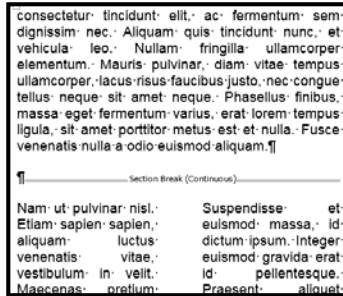 consectetur tincidunt elit, ac fermentum sem
dignissim nec. Aliquam quis tincidunt nunc, et
vehicula leo. Nullam fringilla ullamcorper
elementum. Mauris pulvinar, diam vitae tempus
ullamcorper, lacus risus faucibus justo, nec congue
tellus neque sit amet neque. Phasellus finibus,
massa eget fermentum varius, erat lorem tempus
ligula, sit amet porttitor metus est et nulla. Fusce
venenatis nulla a odio euismod aliquam.¶
¶ Section Break (Continuous)
Nam ut pulvinar nisl.
Etiam sapien sapien,
aliquam luctus
venenatis vitae,
vestibulum in velit.
Maecenas pretium
Suspendisse et
euismod massa, id
dictum ipsum. Integer
euismod gravida erat
id pellentesque.
Praesent aliquet